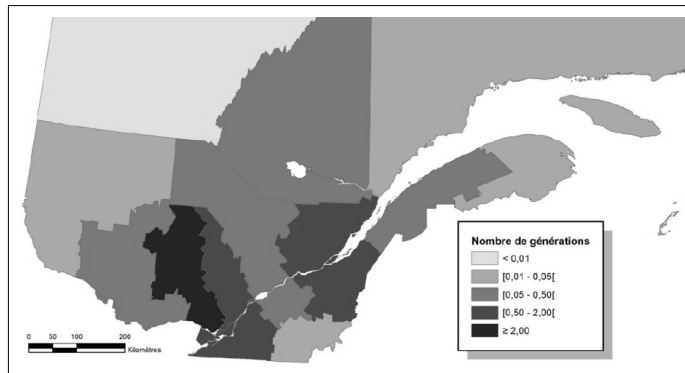 Nombre de générations
< 0,01
[0,01 - 0,05[
[0,05 - 0,50[
[0,50 - 2,00[
≥ 2,00
0 50 100 200
Kilomètres